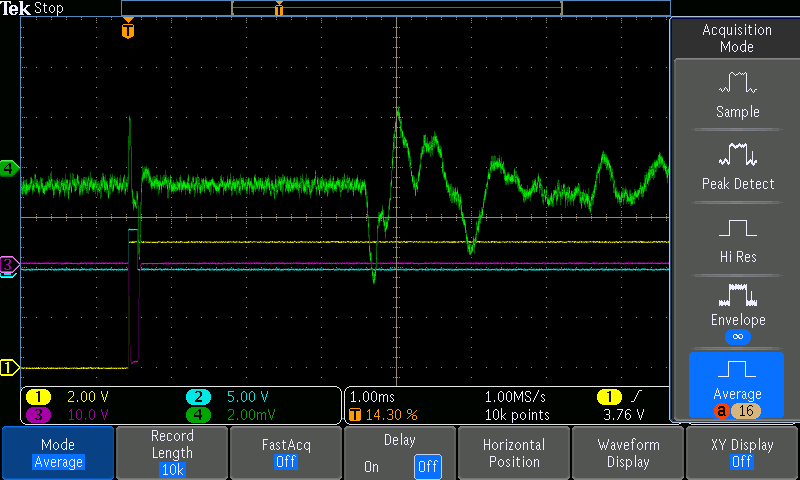 Tek Stop
T
T
Acquisition
Mode
Sample
Peak Detect
Hi Res
Envelope
∞
Average
a 16
4
3
1
1 2.00 V 2 5.00 V
3 10.0 V 4 2.00mV
1.00ms 1.00MS/s 1
T 14.30 % 10k points 3.76 V
Mode
Average
Record
Length
10k
FastAcq
Off
Delay
On Off
Horizontal
Position
Waveform
Display
XY Display
Off